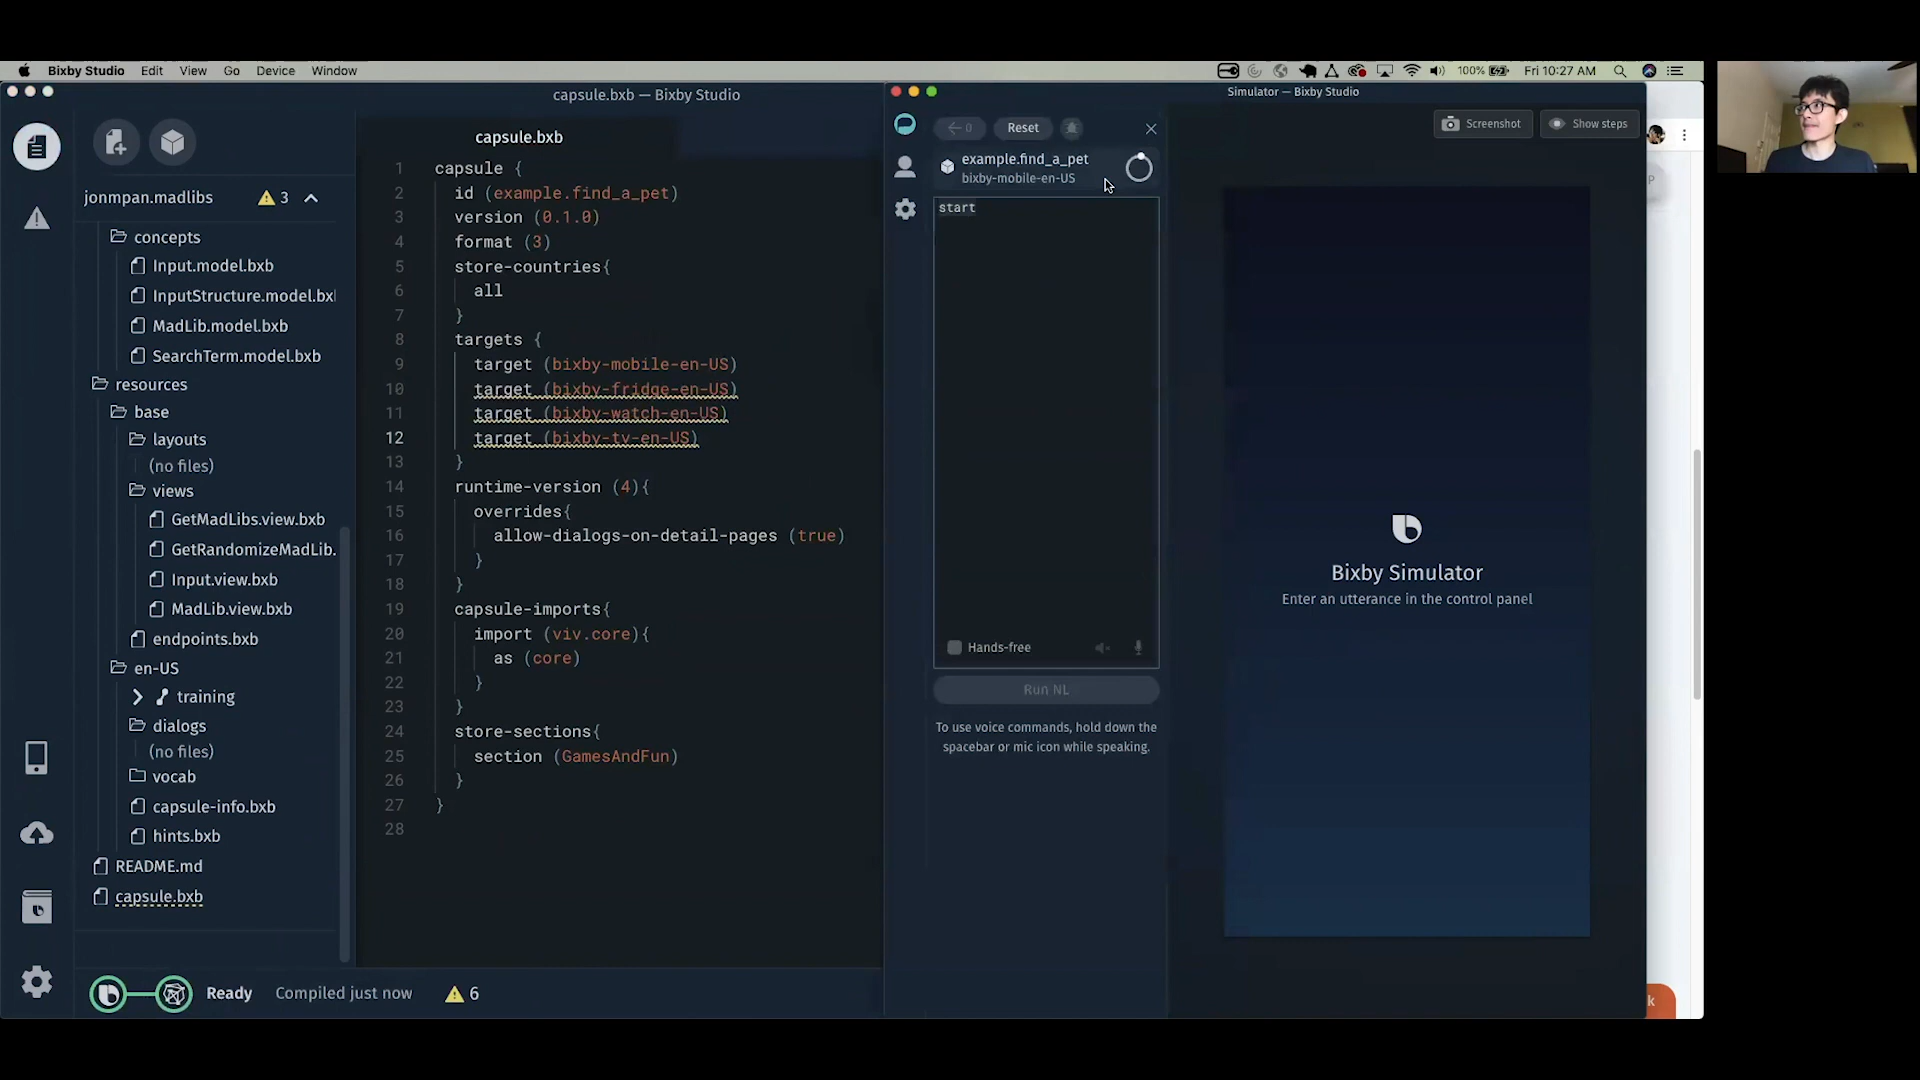 Bixby Studio Edit View Go Device Window
100% Fri 10:27 AM
capsule.bxb — Bixby Studio
Simulator — Bixby Studio
jonmpan.madlibs 3
concepts
Input.model.bxb
InputStructure.model.bx
MadLib.model.bxb
SearchTerm.model.bxb
resources
base
layouts
(no files)
views
GetMadLibs.view.bxb
GetRandomizeMadLib.
Input.view.bxb
MadLib.view.bxb
endpoints.bxb
en-US
training
dialogs
(no files)
vocab
capsule-info.bxb
hints.bxb
README.md
capsule.bxb
Ready Compiled just now 6
capsule.bxb
1 capsule {
2 id (example.find_a_pet)
3 version (0.1.0)
4 format (3)
5 store-countries{
6 all
7 }
8 targets {
9 target (bixby-mobile-en-US)
10 target (bixby-fridge-en-US)
11 target (bixby-watch-en-US)
12 target (bixby-tv-en-US)
13 }
14 runtime-version (4){
15 overrides{
16 allow-dialogs-on-detail-pages (true)
17 }
18 }
19 capsule-imports{
20 import (viv.core){
21 as (core)
22 }
23 }
24 store-sections{
25 section (GamesAndFun)
26 }
27 }
28
0 Reset
example.find_a_pet
bixby-mobile-en-US
start
Hands-free
Run NL
To use voice commands, hold down the
spacebar or mic icon while speaking.
Screenshot Show steps
Bixby Simulator
Enter an utterance in the control panel
P
k